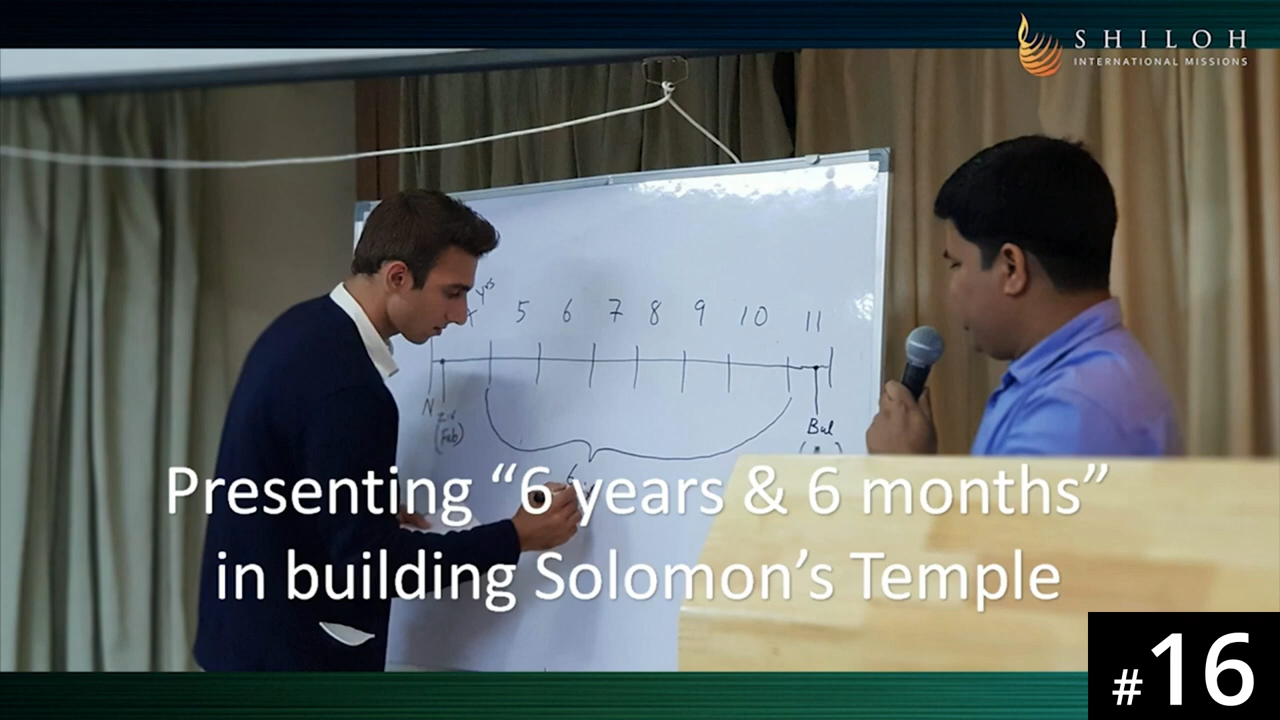 SHILOH
INTERNATIONAL MISSIONS
yrs 5 6 7 8 9 10 11
N
(Feb)
Bul
6
Presenting “6 years & 6 months”
in building Solomon’s Temple
#16